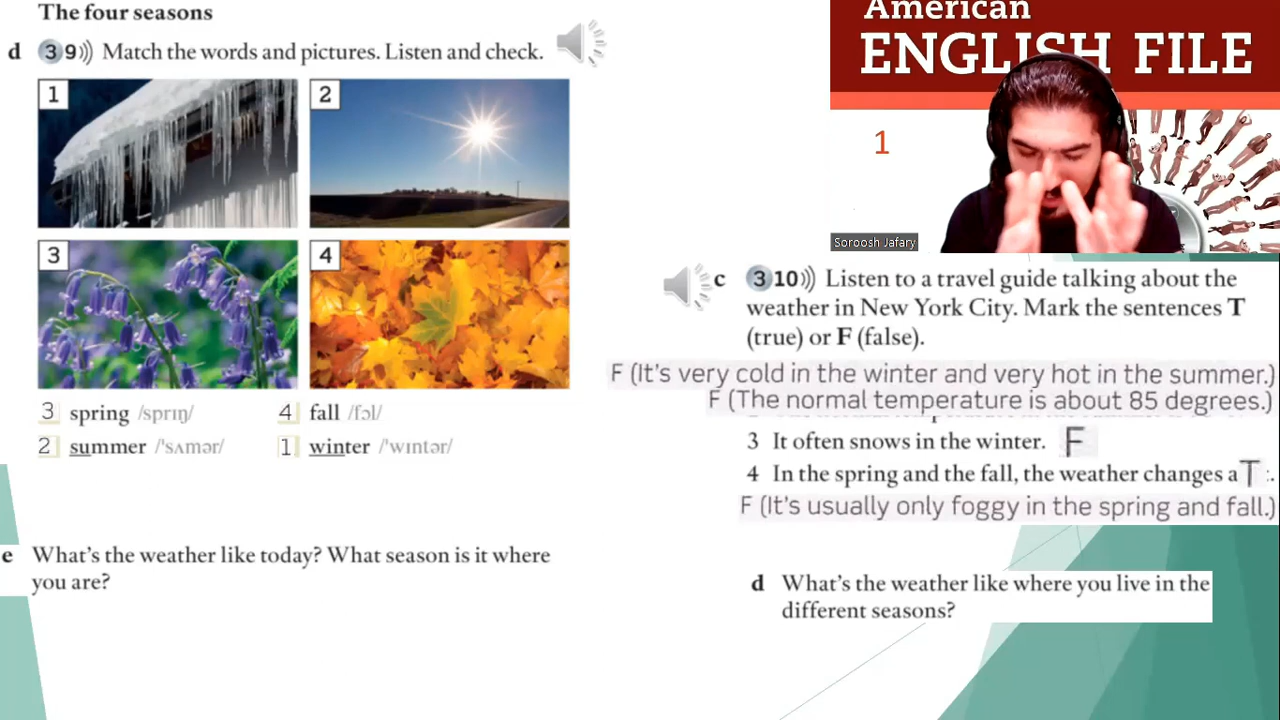 The four seasons
d 3 9)) Match the words and pictures. Listen and check.
1
2
3
4
3 spring /sprɪŋ/
4 fall /fɔl/
2 summer /ˈsʌmər/
1 winter /ˈwɪntər/
e What's the weather like today? What season is it where
you are?
American
ENGLISH FILE
1
Soroosh Jafary
c 3 10)) Listen to a travel guide talking about the
weather in New York City. Mark the sentences T
(true) or F (false).
F (It's very cold in the winter and very hot in the summer.)
F (The normal temperature is about 85 degrees.)
3 It often snows in the winter. F
4 In the spring and the fall, the weather changes a T
F (It's usually only foggy in the spring and fall.)
d What's the weather like where you live in the
different seasons?